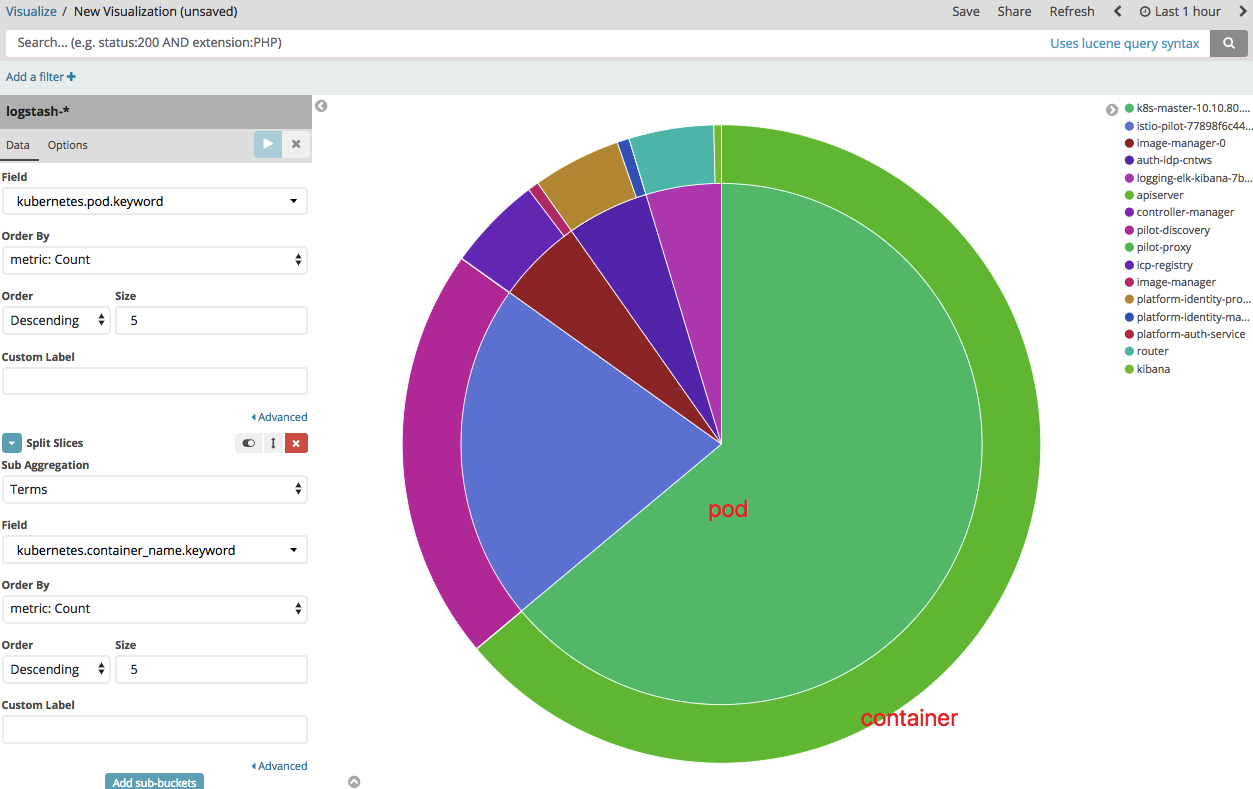 Visualize / New Visualization (unsaved)
Save Share Refresh Last 1 hour
Search... (e.g. status:200 AND extension:PHP)
Uses lucene query syntax
Add a filter +
logstash-*
Data Options
Field
kubernetes.pod.keyword
Order By
metric: Count
Order Size
Descending 5
Custom Label
Advanced
Split Slices
Sub Aggregation
Terms
Field
kubernetes.container_name.keyword
Order By
metric: Count
Order Size
Descending 5
Custom Label
Advanced
Add sub-buckets
pod
container
k8s-master-10.10.80....
istio-pilot-77898f6c44...
image-manager-0
auth-idp-cntws
logging-elk-kibana-7b...
apiserver
controller-manager
pilot-discovery
pilot-proxy
icp-registry
image-manager
platform-identity-pro...
platform-identity-ma...
platform-auth-service
router
kibana